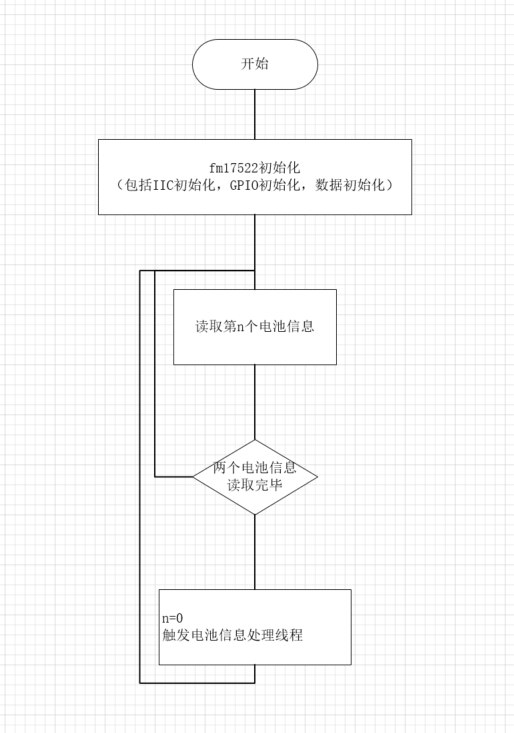 开始
fm17522初始化
（包括IIC初始化，GPIO初始化，数据初始化）
读取第n个电池信息
两个电池信息
读取完毕
n=0
触发电池信息处理线程